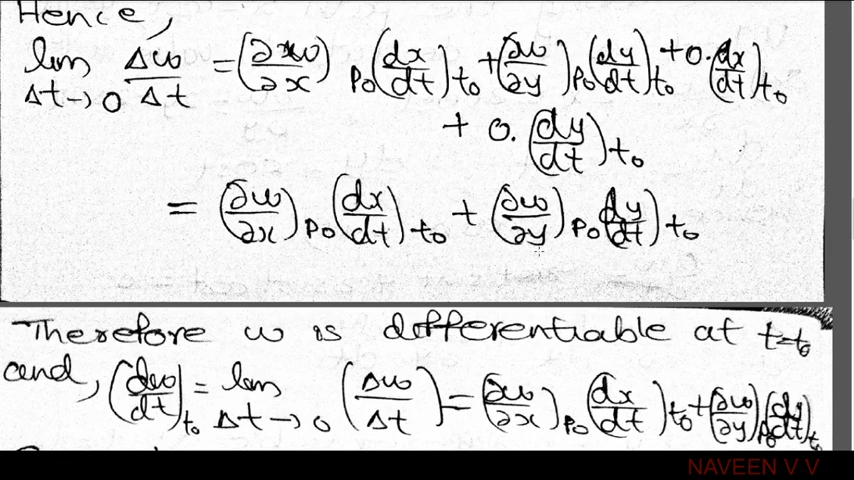 Hence,
lim Δt→0 Δw/Δt = (∂w/∂x)P₀ (dx/dt)t₀ + (∂w/∂y)P₀ (dy/dt)t₀ + 0.(dx/dt)t₀
+ 0.(dy/dt)t₀
= (∂w/∂x)P₀ (dx/dt)t₀ + (∂w/∂y)P₀ (dy/dt)t₀
Therefore w is differentiable at t=t₀
and, (dw/dt)t₀ = lim Δt→0 (Δw/Δt) = (∂w/∂x)P₀ (dx/dt)t₀ + (∂w/∂y)P₀ (dy/dt)t₀
NAVEEN V V